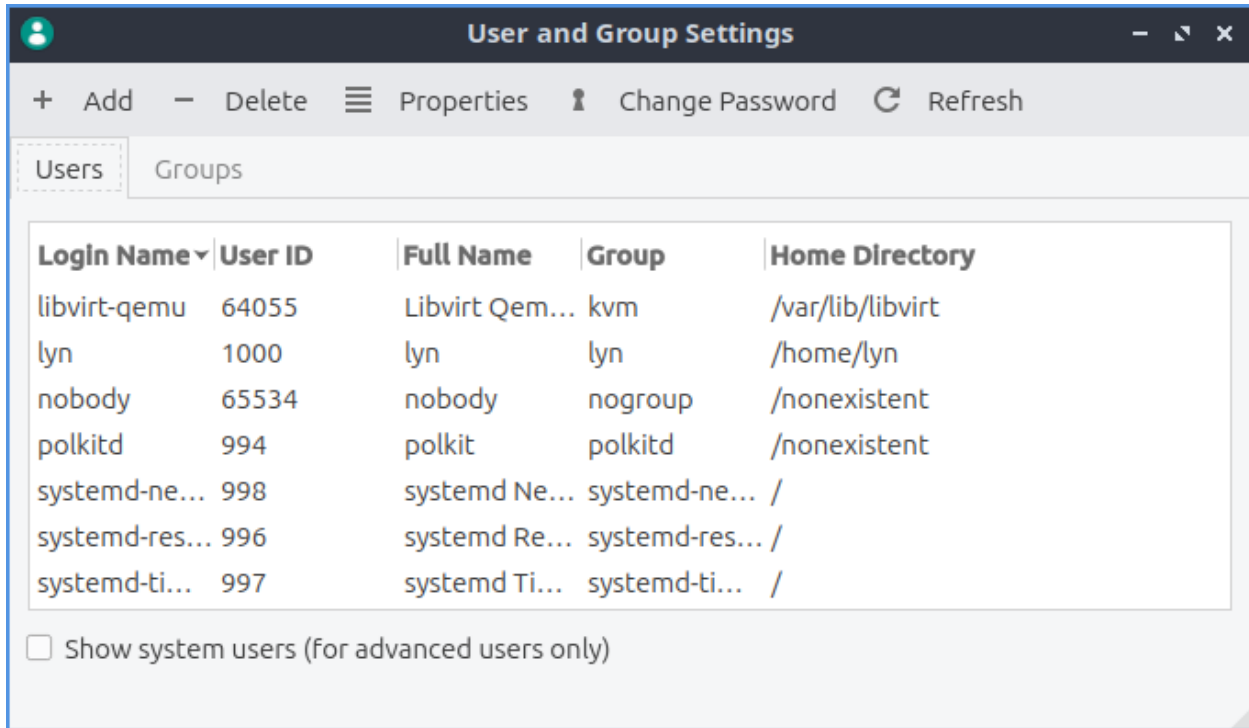 User and Group Settings
+ Add − Delete Properties Change Password Refresh
Users Groups
Login Name User ID Full Name Group Home Directory
libvirt-qemu 64055 Libvirt Qem... kvm /var/lib/libvirt
lyn 1000 lyn lyn /home/lyn
nobody 65534 nobody nogroup /nonexistent
polkitd 994 polkit polkitd /nonexistent
systemd-ne... 998 systemd Ne... systemd-ne... /
systemd-res... 996 systemd Re... systemd-res... /
systemd-ti... 997 systemd Ti... systemd-ti... /
Show system users (for advanced users only)